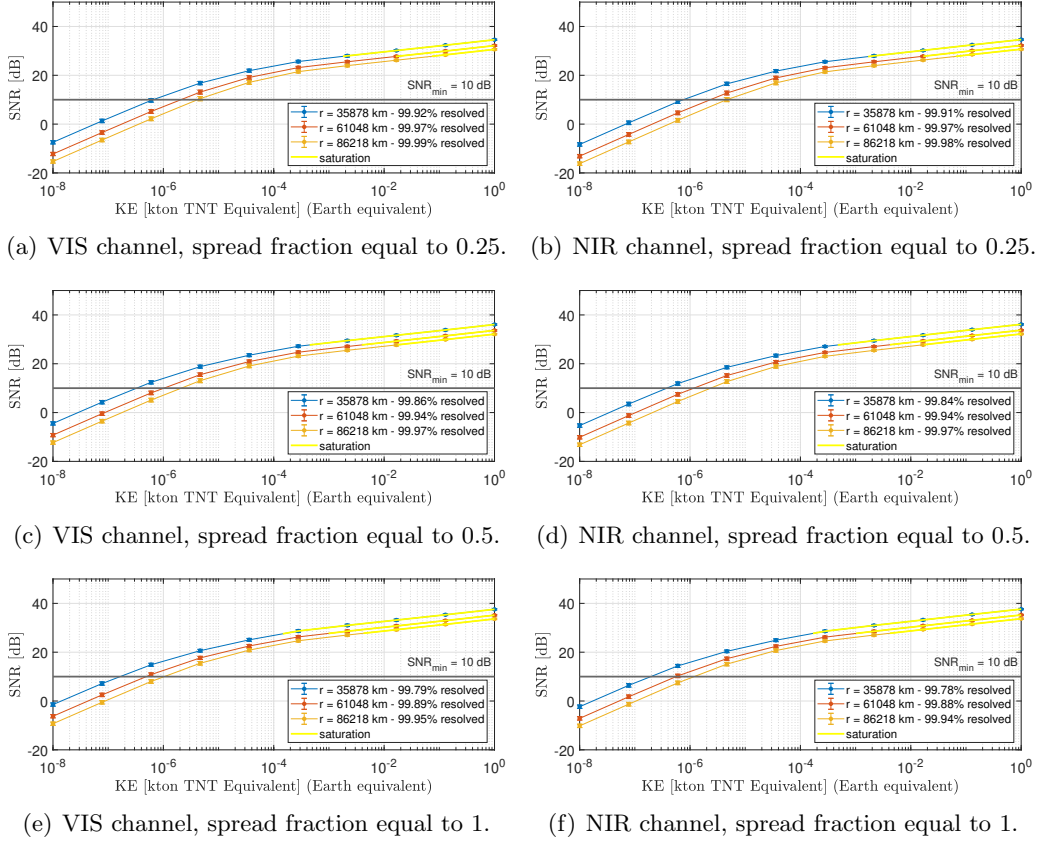 40
20
0
-20
SNR [dB]
SNRmin = 10 dB
r = 35878 km - 99.92% resolved
r = 61048 km - 99.97% resolved
r = 86218 km - 99.99% resolved
saturation
10^-8 10^-6 10^-4 10^-2 10^0
KE [kton TNT Equivalent] (Earth equivalent)
(a) VIS channel, spread fraction equal to 0.25.
40
20
0
-20
SNR [dB]
SNRmin = 10 dB
r = 35878 km - 99.91% resolved
r = 61048 km - 99.97% resolved
r = 86218 km - 99.98% resolved
saturation
10^-8 10^-6 10^-4 10^-2 10^0
KE [kton TNT Equivalent] (Earth equivalent)
(b) NIR channel, spread fraction equal to 0.25.
40
20
0
-20
SNR [dB]
SNRmin = 10 dB
r = 35878 km - 99.86% resolved
r = 61048 km - 99.94% resolved
r = 86218 km - 99.97% resolved
saturation
10^-8 10^-6 10^-4 10^-2 10^0
KE [kton TNT Equivalent] (Earth equivalent)
(c) VIS channel, spread fraction equal to 0.5.
40
20
0
-20
SNR [dB]
SNRmin = 10 dB
r = 35878 km - 99.84% resolved
r = 61048 km - 99.94% resolved
r = 86218 km - 99.97% resolved
saturation
10^-8 10^-6 10^-4 10^-2 10^0
KE [kton TNT Equivalent] (Earth equivalent)
(d) NIR channel, spread fraction equal to 0.5.
40
20
0
-20
SNR [dB]
SNRmin = 10 dB
r = 35878 km - 99.79% resolved
r = 61048 km - 99.89% resolved
r = 86218 km - 99.95% resolved
saturation
10^-8 10^-6 10^-4 10^-2 10^0
KE [kton TNT Equivalent] (Earth equivalent)
(e) VIS channel, spread fraction equal to 1.
40
20
0
-20
SNR [dB]
SNRmin = 10 dB
r = 35878 km - 99.78% resolved
r = 61048 km - 99.88% resolved
r = 86218 km - 99.94% resolved
saturation
10^-8 10^-6 10^-4 10^-2 10^0
KE [kton TNT Equivalent] (Earth equivalent)
(f) NIR channel, spread fraction equal to 1.